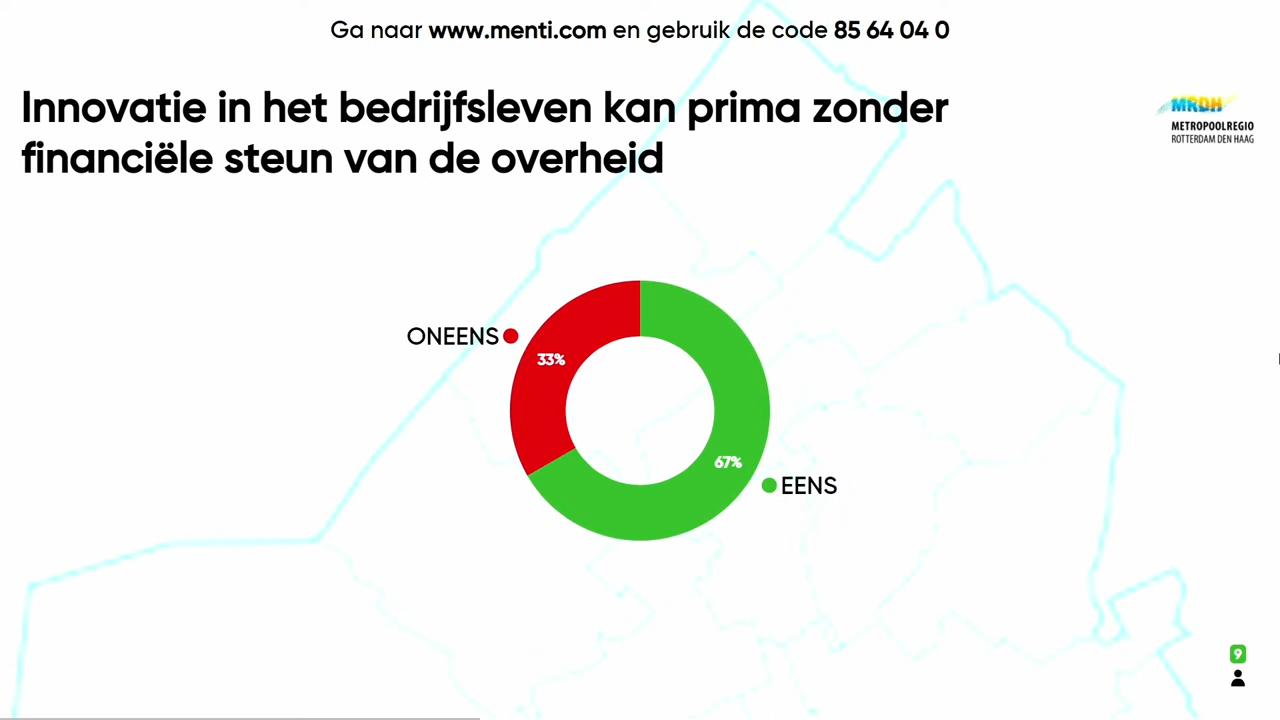 Ga naar www.menti.com en gebruik de code 85 64 04 0
Innovatie in het bedrijfsleven kan prima zonder
financiële steun van de overheid
MRDH
METROPOOLREGIO
ROTTERDAM DEN HAAG
ONEENS
33%
67%
EENS
9